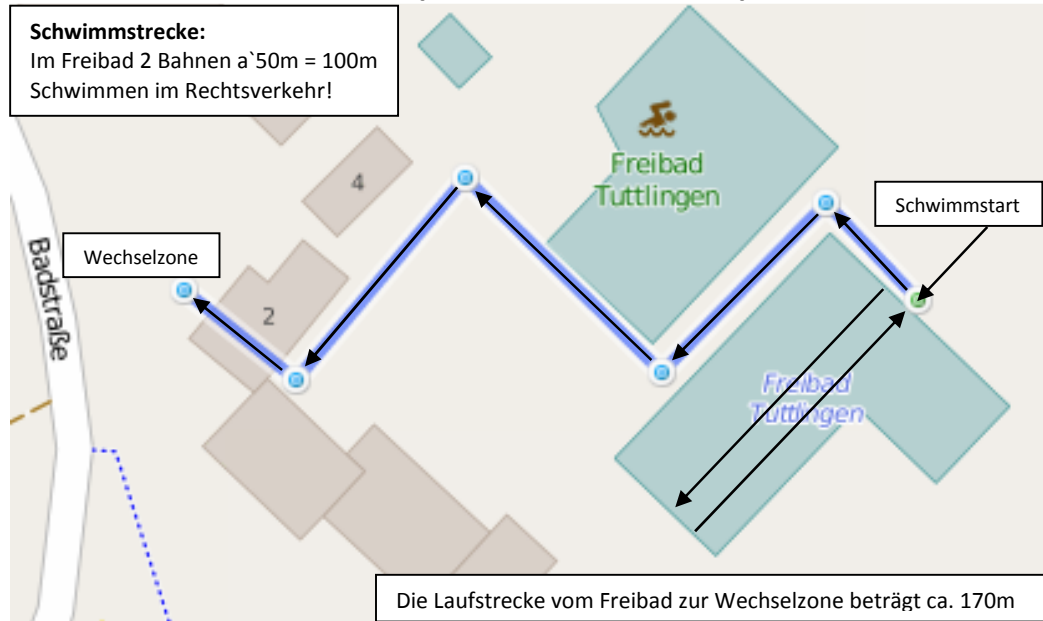 Schwimmstrecke:
Im Freibad 2 Bahnen a`50m = 100m
Schwimmen im Rechtsverkehr!
4
Freibad
Tuttlingen
Schwimmstart
Wechselzone
Badstraße
2
Freibad
Tuttlingen
Die Laufstrecke vom Freibad zur Wechselzone beträgt ca. 170m